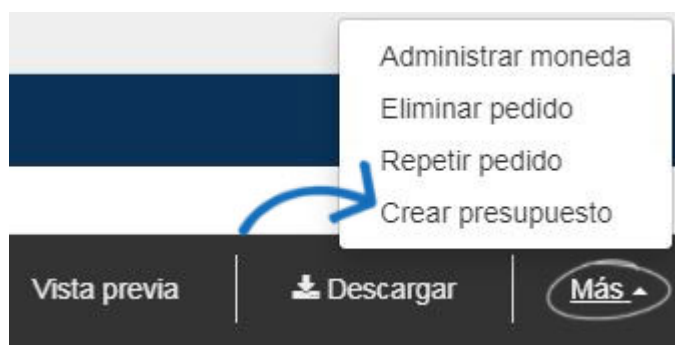 Administrar moneda
Eliminar pedido
Repetir pedido
Crear presupuesto
Vista previa
Descargar
Más